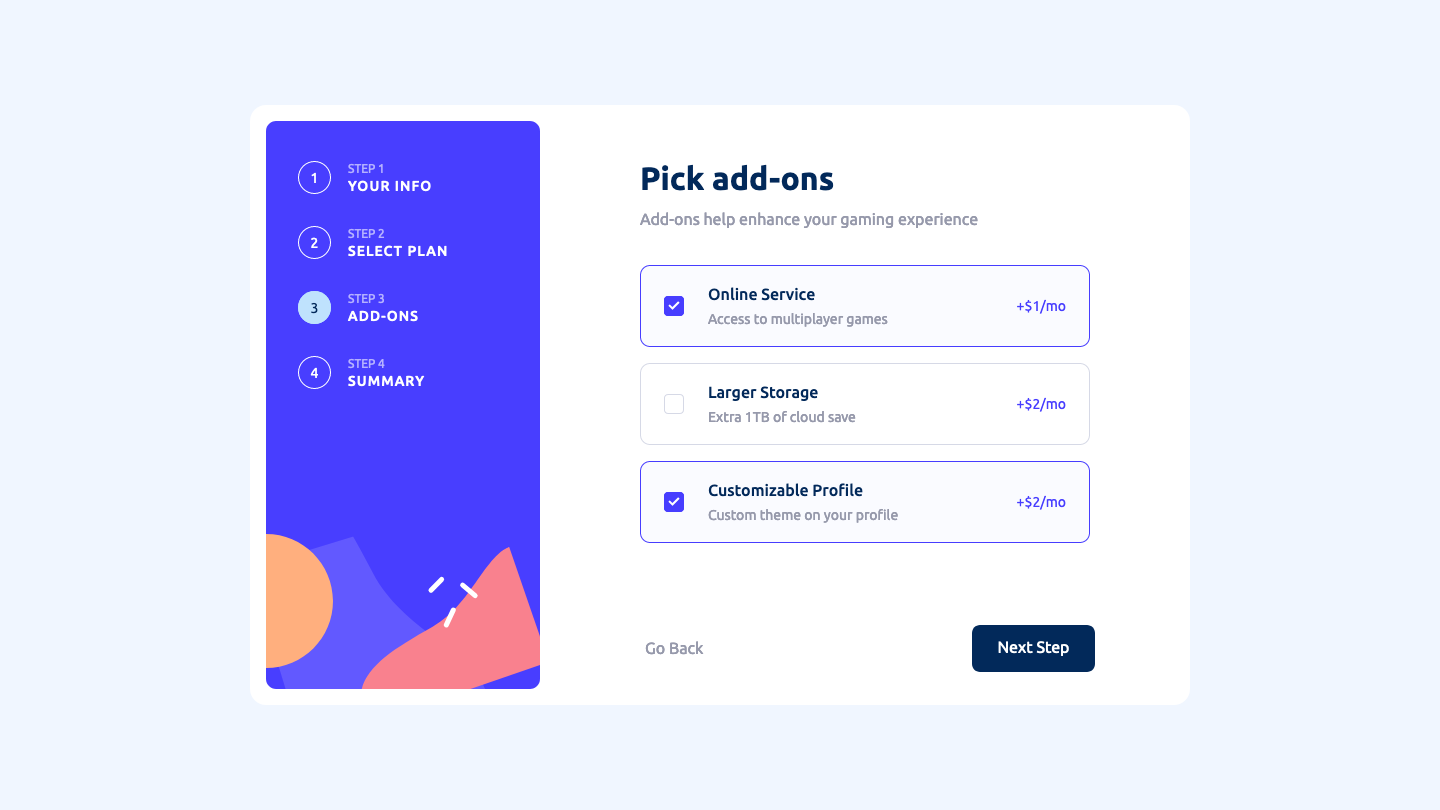 1
STEP 1
YOUR INFO
2
STEP 2
SELECT PLAN
3
STEP 3
ADD-ONS
4
STEP 4
SUMMARY
Pick add-ons
Add-ons help enhance your gaming experience
Online Service
Access to multiplayer games
+$1/mo
Larger Storage
Extra 1TB of cloud save
+$2/mo
Customizable Profile
Custom theme on your profile
+$2/mo
Go Back
Next Step